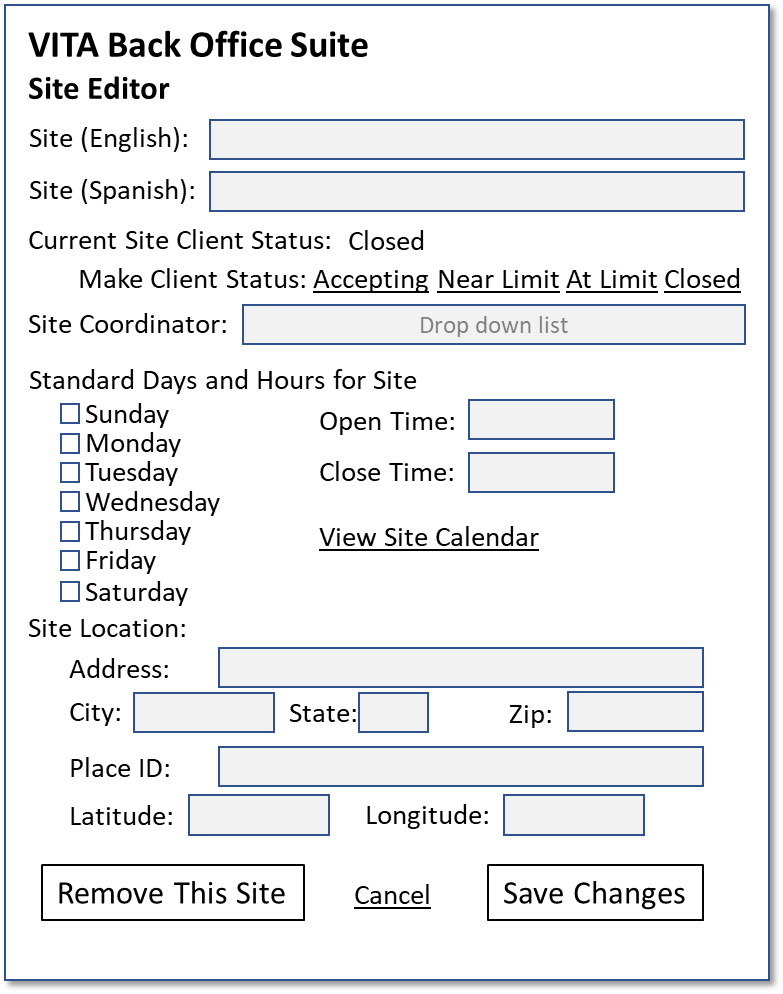 VITA Back Office Suite
Site Editor
Site (English):
Site (Spanish):
Current Site Client Status: Closed
Make Client Status: Accepting Near Limit At Limit Closed
Site Coordinator: Drop down list
Standard Days and Hours for Site
Sunday
Monday
Tuesday
Wednesday
Thursday
Friday
Saturday
Open Time:
Close Time:
View Site Calendar
Site Location:
Address:
City: State: Zip:
Place ID:
Latitude: Longitude:
Remove This Site Cancel Save Changes